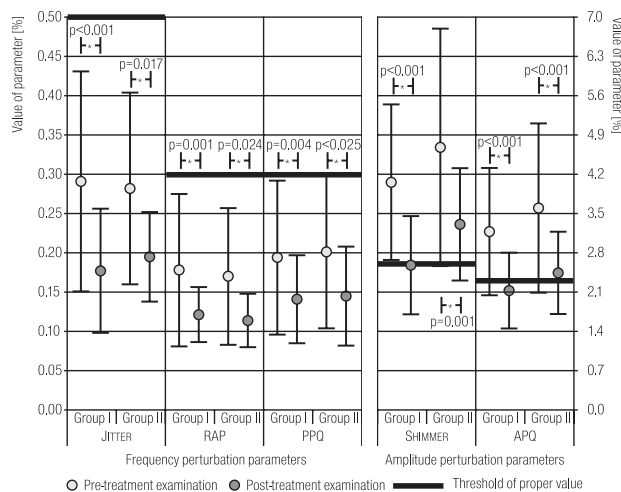 Value of parameter [%]
0.50
0.45
0.40
0.35
0.30
0.25
0.20
0.15
0.10
0.05
0.00
p<0.001
*
p=0.017
*
p=0.001
*
p=0.024
*
p=0.004
*
p<0.025
*
p<0.001
*
p=0.001
*
p<0.001
*
p<0.001
*
7.0
6.3
5.6
4.9
4.2
3.5
2.8
2.1
1.4
0.7
0.0
Value of parameter [%]
Group I Group II Group I Group II Group I Group II Group I Group II Group I Group II
JITTER RAP PPQ SHIMMER APQ
Frequency perturbation parameters Amplitude perturbation parameters
Pre-treatment examination Post-treatment examination Threshold of proper value